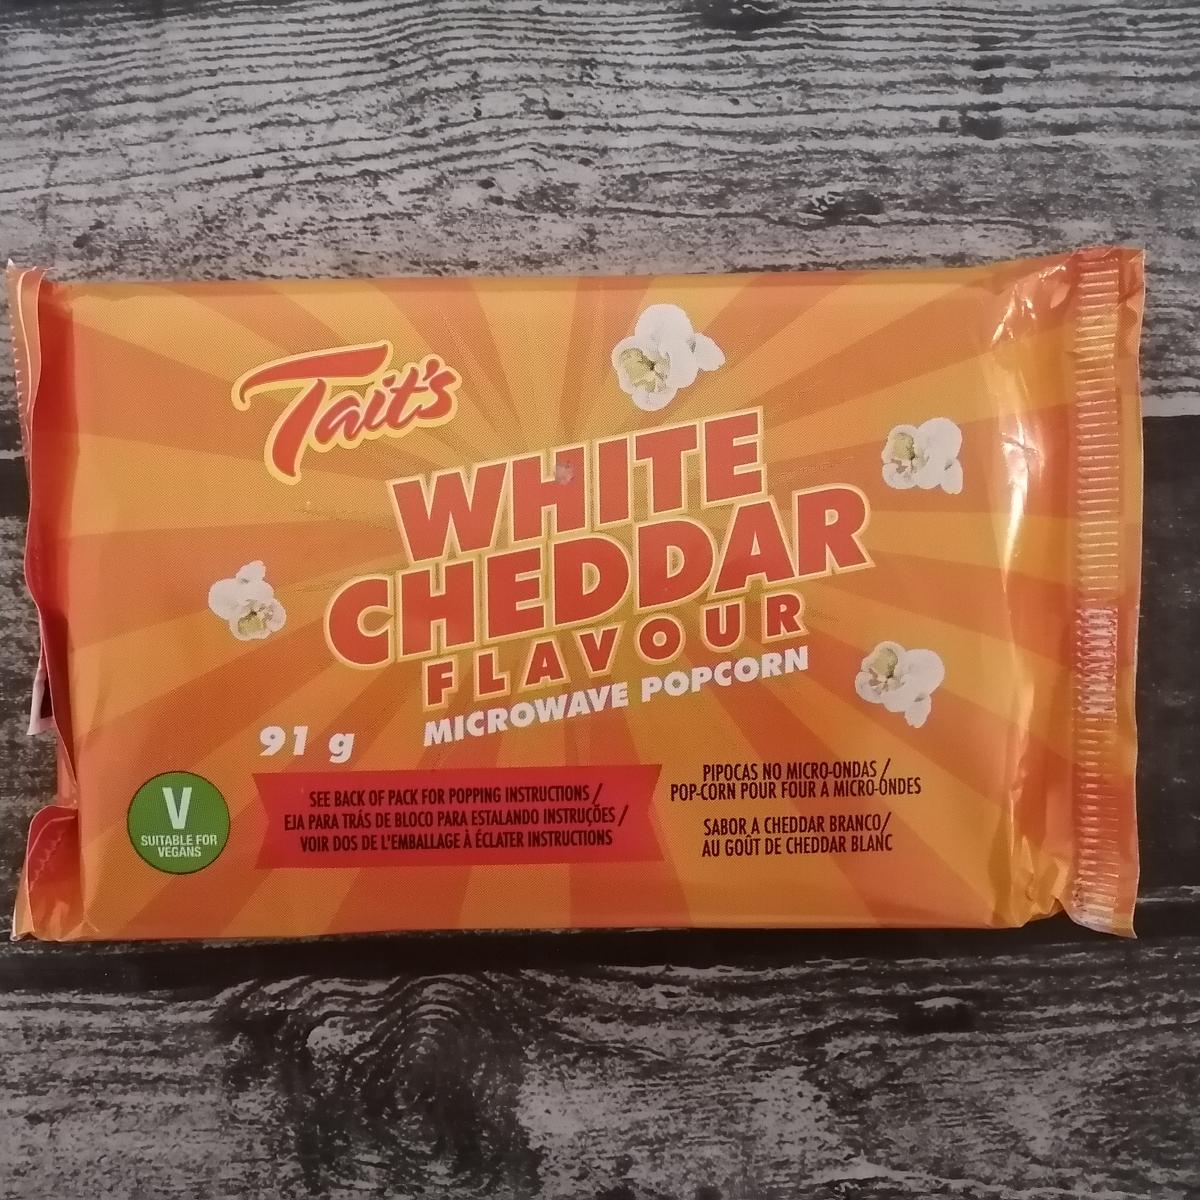 Tait's
WHITE
CHEDDAR
FLAVOUR
MICROWAVE POPCORN
91 g
V
SUITABLE FOR
VEGANS
SEE BACK OF PACK FOR POPPING INSTRUCTIONS /
EJA PARA TRÁS DE BLOCO PARA ESTALANDO INSTRUÇÕES /
VOIR DOS DE L'EMBALLAGE À ÉCLATER INSTRUCTIONS
PIPOCAS NO MICRO-ONDAS /
POP-CORN POUR FOUR A MICRO-ONDES
SABOR A CHEDDAR BRANCO/
AU GOÛT DE CHEDDAR BLANC